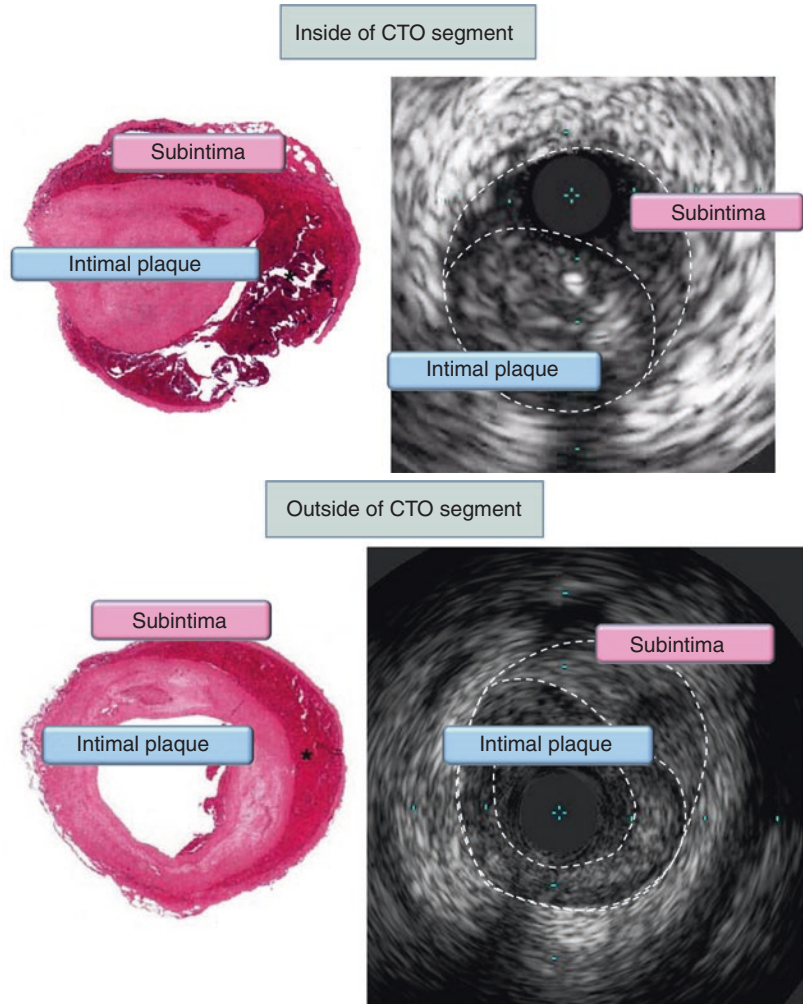 Inside of CTO segment
Subintima
Subintima
Intimal plaque
Intimal plaque
Outside of CTO segment
Subintima
Subintima
Intimal plaque
Intimal plaque